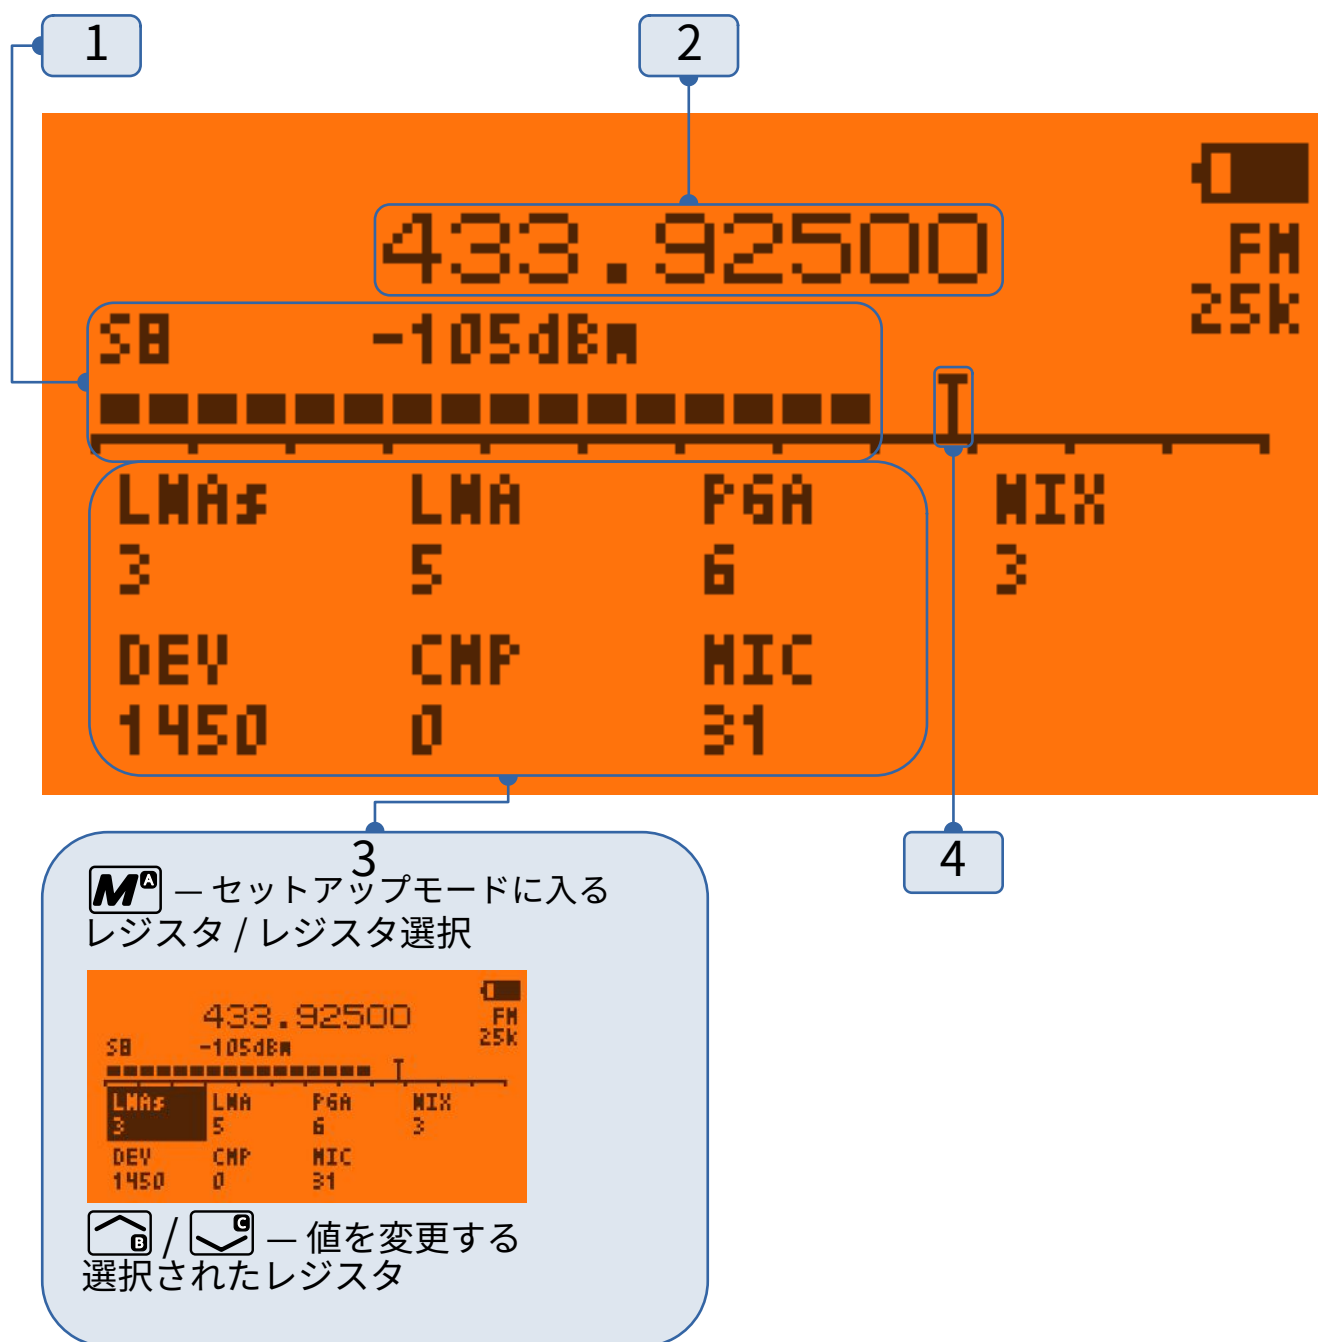 1
2
433.92500
FM
25k
S8 -105dBm
LNAs LNA PGA MIX
3 5 6 3
DEV CMP MIC
1450 0 31
3
4
M A — セットアップモードに入る
レジスタ / レジスタ選択
433.92500
FM
25k
S8 -105dBm
LNAs LNA PGA MIX
3 5 6 3
DEV CMP MIC
1450 0 31
B / C — 値を変更する
選択されたレジスタ